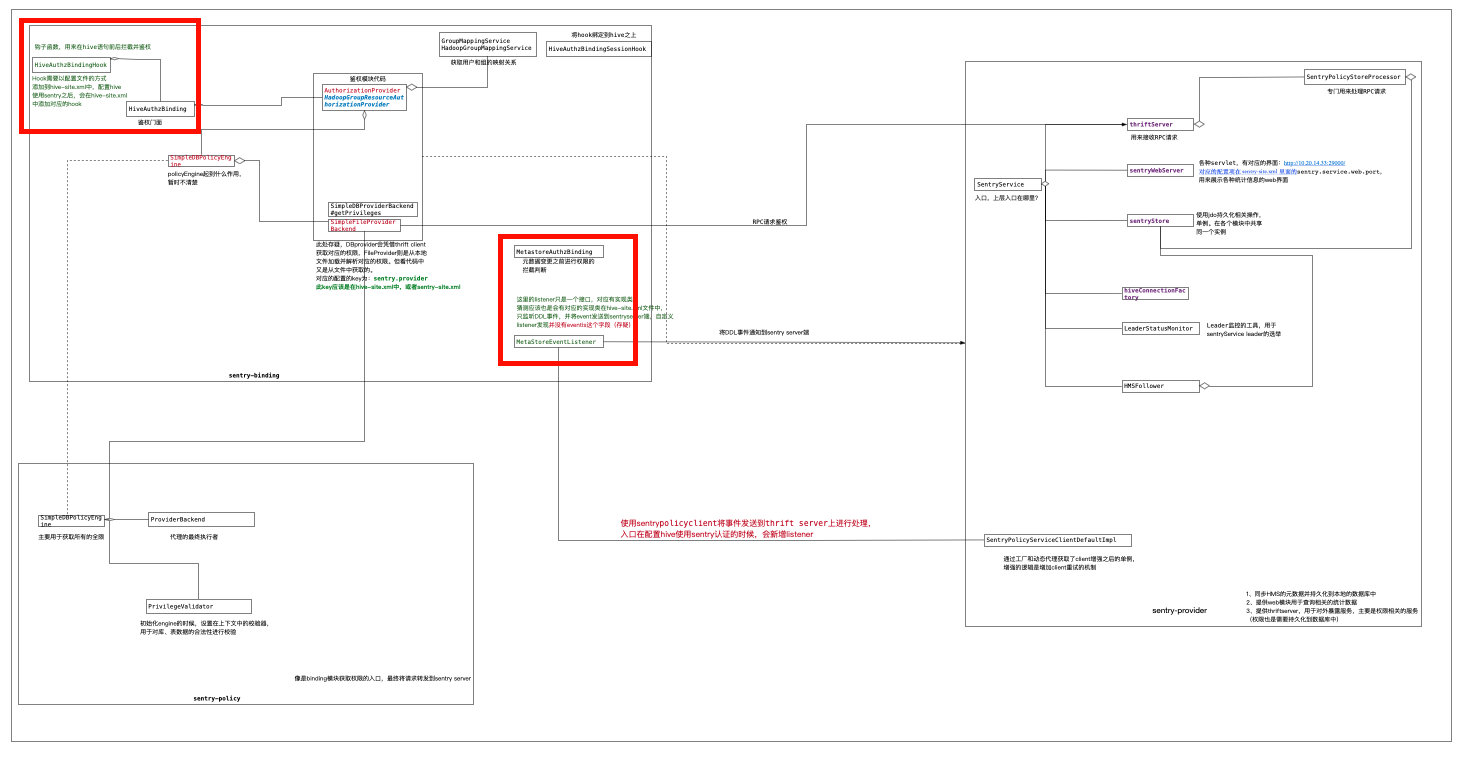 钩子函数，用来在hive语句前后拦截并鉴权
HiveAuthzBindingHook
Hook需要以配置文件的方式
添加到hive-site.xml中，配置hive
使用sentry之后，会在hive-site.xml
中添加对应的hook
HiveAuthzBinding
鉴权门面
GroupMappingService
HadoopGroupMappingService
获取用户和组的映射关系
将hook绑定到hive之上
HiveAuthzBindingSessionHook
鉴权模块代码
AuthorizationProvider
HadoopGroupResourceAut
horizationProvider
SimpleDBPolicyEng
ine
policyEngine起到什么作用，
暂时不清楚
SimpleDBProviderBackend
#getPrivileges
SimpleFileProvider
Backend
此处存疑，DBprovider会凭借thrift client
获取对应的权限，FileProvider则是从本地
文件加载并解析对应的权限。但看代码中
又是从文件中获取的。
对应的配置的key为：sentry.provider
此key应该是在hive-site.xml中，或者sentry-site.xml
MetastoreAuthzBinding
元数据变更之前进行权限的
拦截判断
这里的listener只是一个接口，对应有实现类。
猜测应该也是会有对应的实现类在hive-site.xml文件中，
只监听DDL事件，并将event发送到sentryserver端。自定义
listener发现并没有eventis这个字段（存疑）
MetaStoreEventListener
sentry-binding
RPC请求鉴权
将DDL事件通知到sentry server端
SentryPolicyStoreProcessor
专门用来处理RPC请求
thriftServer
用来接收RPC请求
sentryWebServer
各种servlet，有对应的界面：http://10.20.14.33:29000/
对应的配置现在 sentry-site.xml 里面的sentry.service.web.port，
用来展示各种统计信息的web界面
SentryService
入口，上层入口在哪里？
sentryStore
使用jdo持久化相关操作，
单例，在各个模块中共享
同一个实例
hiveConnectionFac
tory
LeaderStatusMonitor
Leader监控的工具，用于
sentryService leader的选举
HMSFollower
SimpleDBPolicyEng
ine
主要用于获取所有的全限
ProviderBackend
代理的最终执行者
PrivilegeValidator
初始化engine的时候，设置在上下文中的校验器，
用于对库、表数据的合法性进行校验
像是binding模块获取权限的入口，最终将请求转发到sentry server
sentry-policy
使用sentrypolicyclient将事件发送到thrift server上进行处理，
入口在配置hive使用sentry认证的时候，会新增listener
SentryPolicyServiceClientDefaultImpl
通过工厂和动态代理获取了client增强之后的单例，
增强的逻辑是增加client重试的机制
sentry-provider
1、同步HMS的元数据并持久化到本地的数据库中
2、提供web模块用于查询相关的统计数据
3、提供thriftserver，用于对外暴露服务，主要是权限相关的服务
（权限也是需要持久化到数据库中）